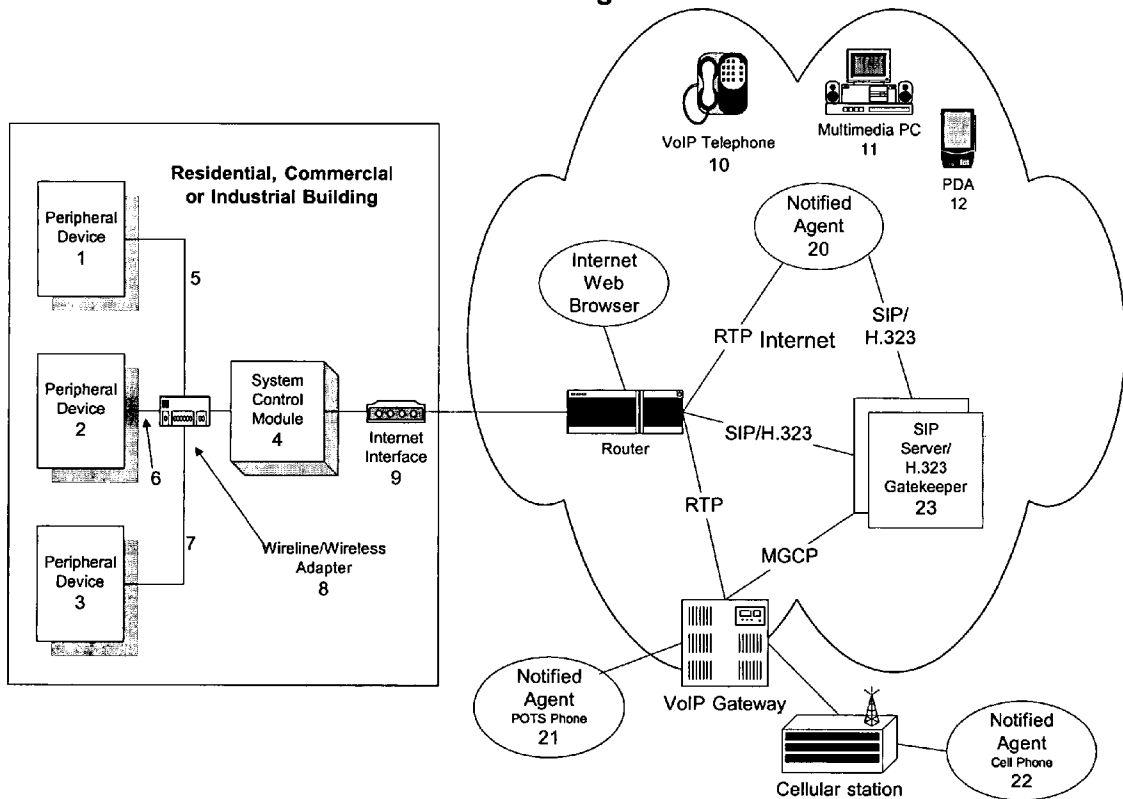 g
Residential, Commercial
or Industrial Building
Peripheral
Device
1
5
Peripheral
Device
2
6
System
Control
Module
4
Internet
Interface
9
7
Peripheral
Device
3
Wireline/Wireless
Adapter
8
VoIP Telephone
10
Multimedia PC
11
PDA
12
Notified
Agent
20
Internet
Web
Browser
RTP
Internet
SIP/
H.323
Router
SIP/H.323
SIP
Server/
H.323
Gatekeeper
23
RTP
MGCP
VoIP Gateway
Notified
Agent
POTS Phone
21
Cellular station
Notified
Agent
Cell Phone
22